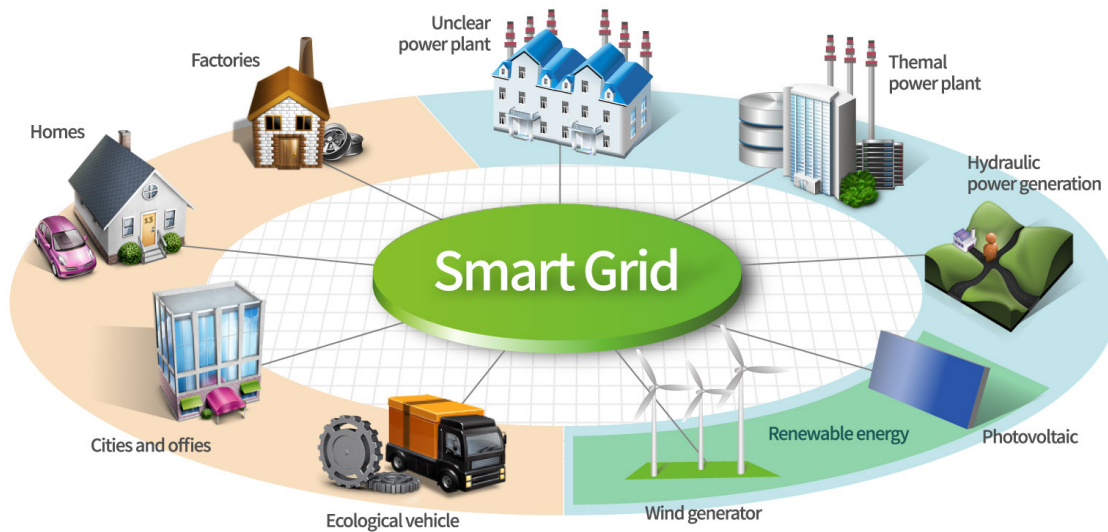 Unclear
power plant
Factories
Themal
power plant
Homes
Hydraulic
power generation
Smart Grid
13
Renewable energy
Photovoltaic
Cities and offies
Wind generator
Ecological vehicle